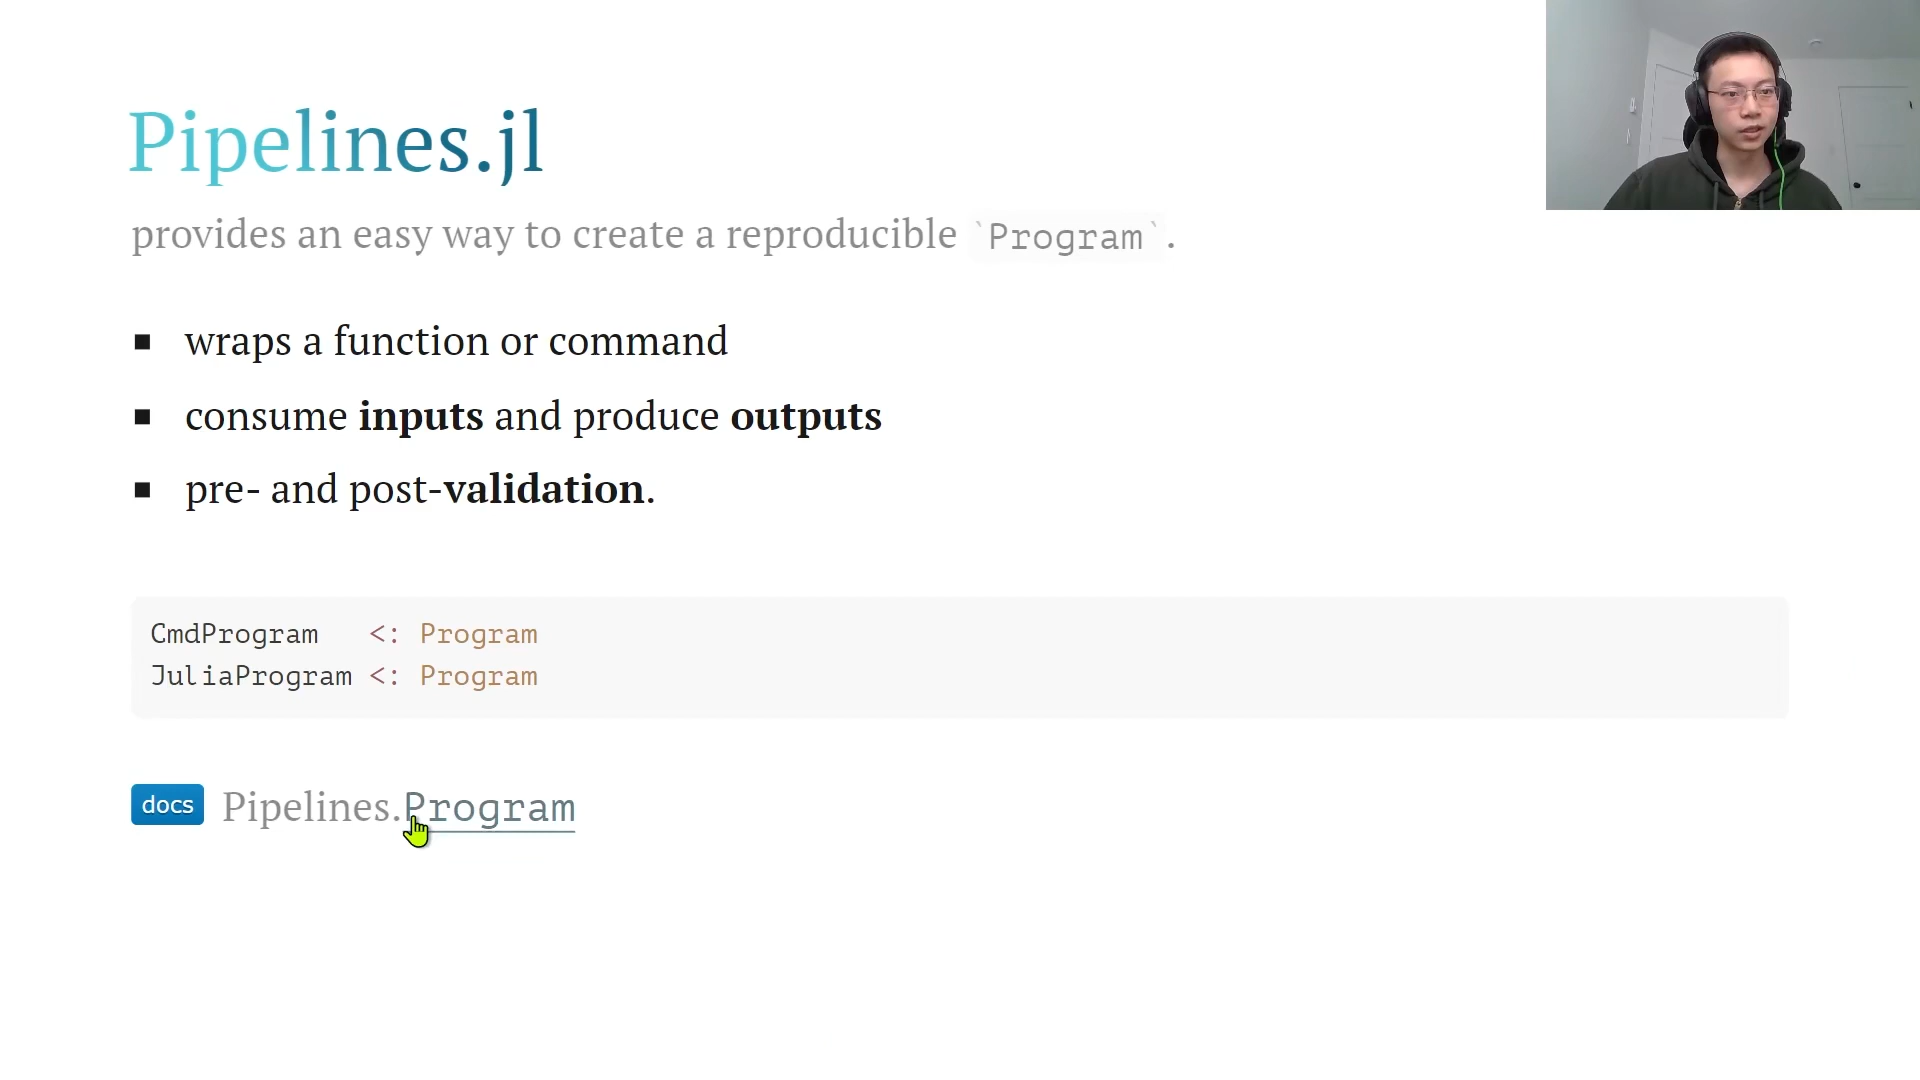 Pipelines.jl
provides an easy way to create a reproducible `Program`.
▪ wraps a function or command
▪ consume inputs and produce outputs
▪ pre- and post-validation.
CmdProgram   <: Program
JuliaProgram <: Program
docs Pipelines.Program